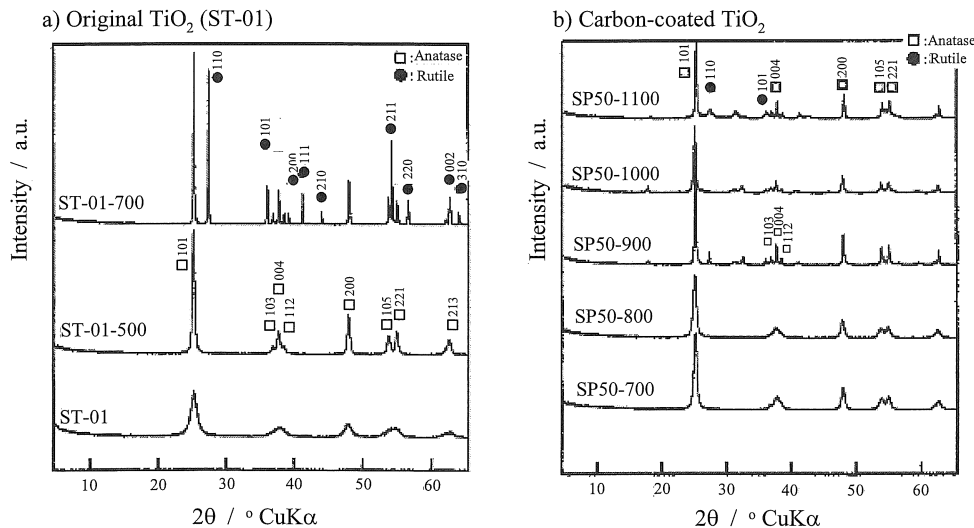 a) Original TiO₂ (ST-01)
□ :Anatase
● :Rutile
110
101
200
111
210
211
220
002
310
ST-01-700
101
103
004
112
200
105
221
213
ST-01-500
ST-01
Intensity / a.u.
10 20 30 40 50 60
2θ / ° CuKα
b) Carbon-coated TiO₂
□ :Anatase
● :Rutile
101
110
101
004
200
105
221
SP50-1100
SP50-1000
103
004
112
SP50-900
SP50-800
SP50-700
Intensity / a.u.
10 20 30 40 50 60
2θ / ° CuKα